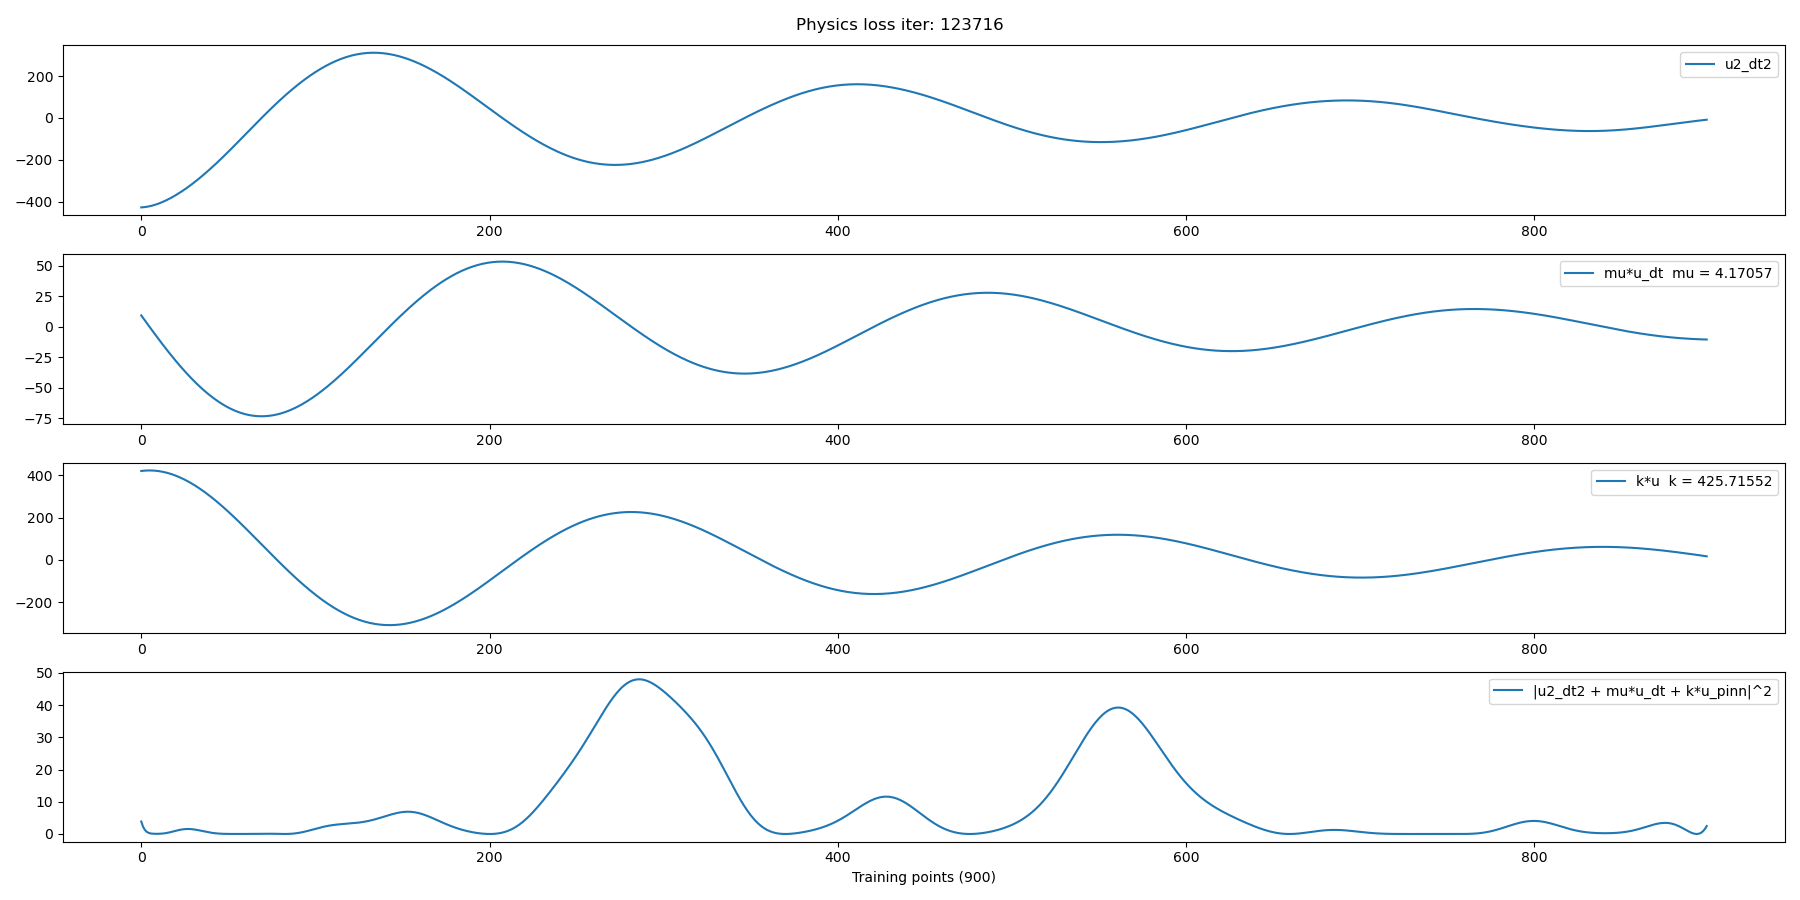 Physics loss iter: 123716
u2_dt2
200
0
−200
−400
0 200 400 600 800
mu*u_dt mu = 4.17057
50
25
0
−25
−50
−75
0 200 400 600 800
k*u k = 425.71552
400
200
0
−200
0 200 400 600 800
|u2_dt2 + mu*u_dt + k*u_pinn|^2
50
40
30
20
10
0
0 200 400 600 800
Training points (900)